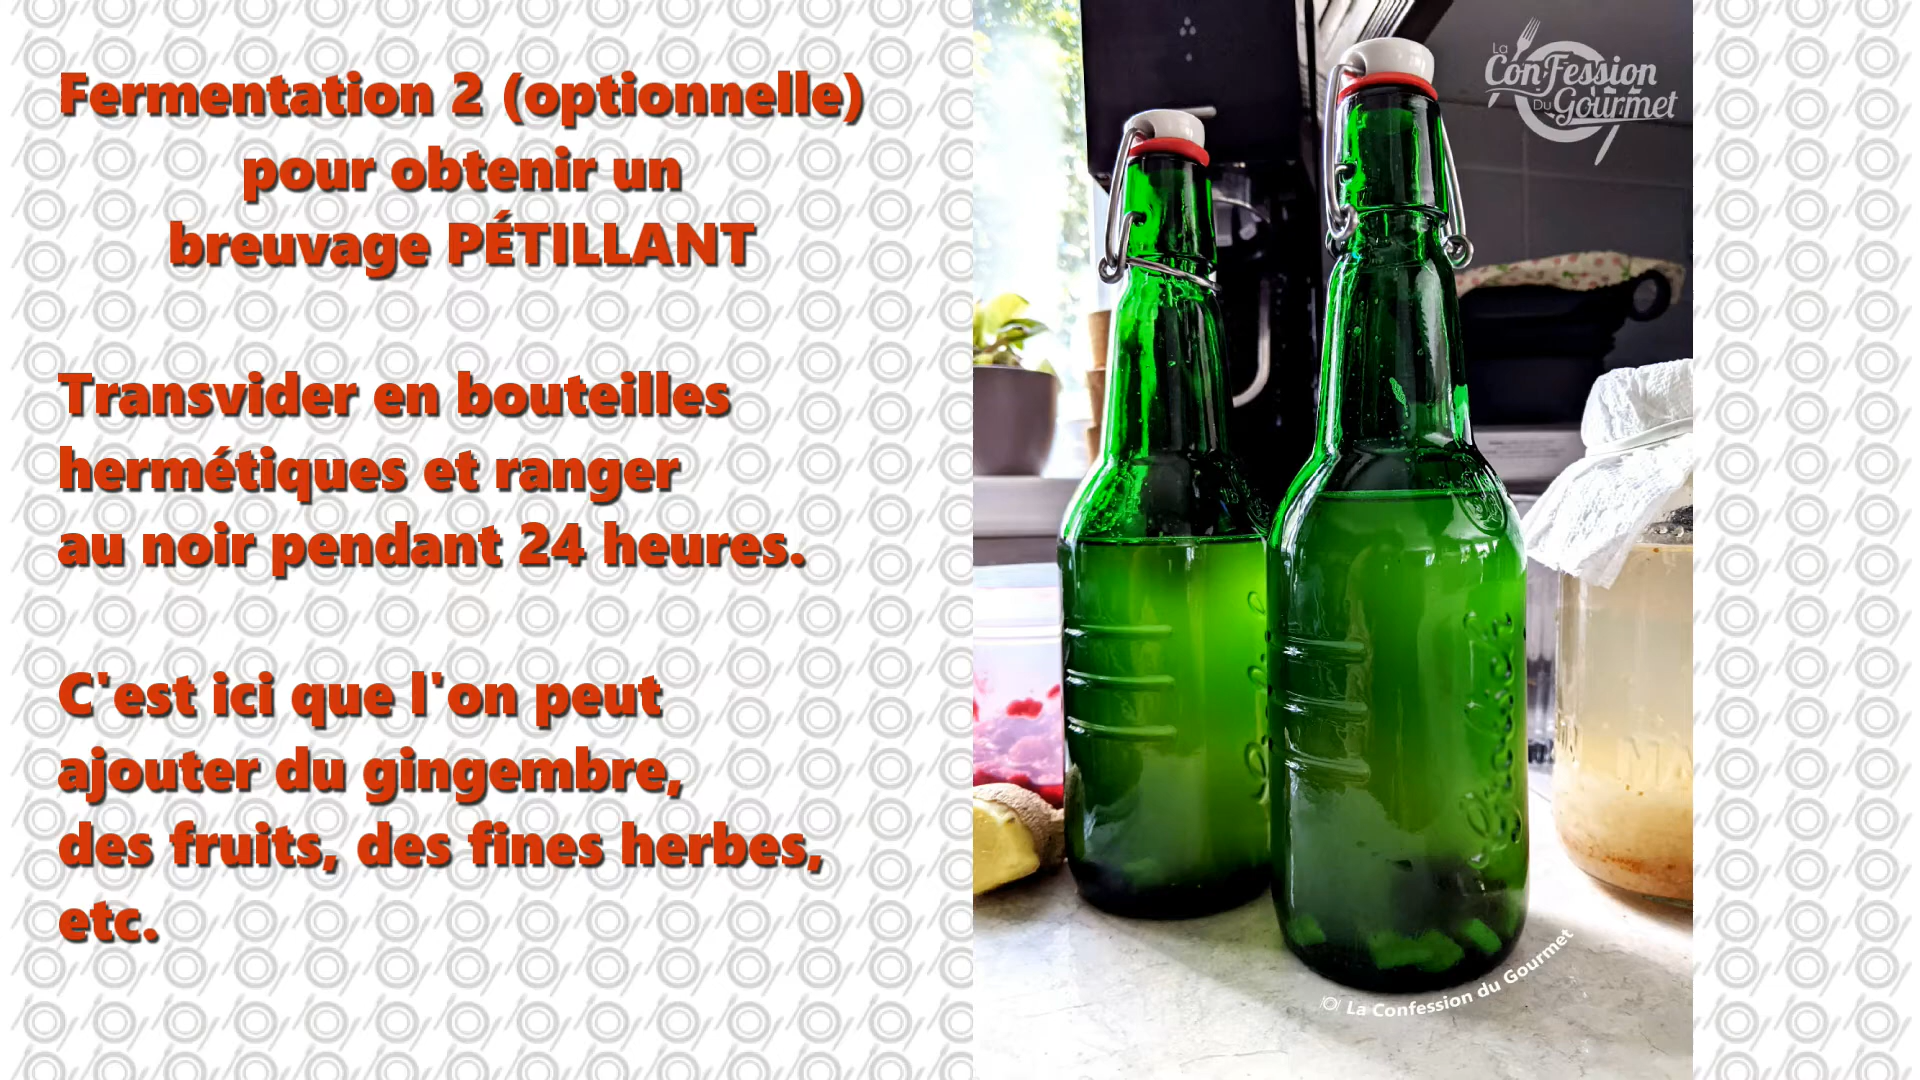 Fermentation 2 (optionnelle)
pour obtenir un
breuvage PÉTILLANT
Transvider en bouteilles
hermétiques et ranger
au noir pendant 24 heures.
C'est ici que l'on peut
ajouter du gingembre,
des fruits, des fines herbes,
etc.
La
Confession
Du Gourmet
Grolsch
La Confession du Gourmet